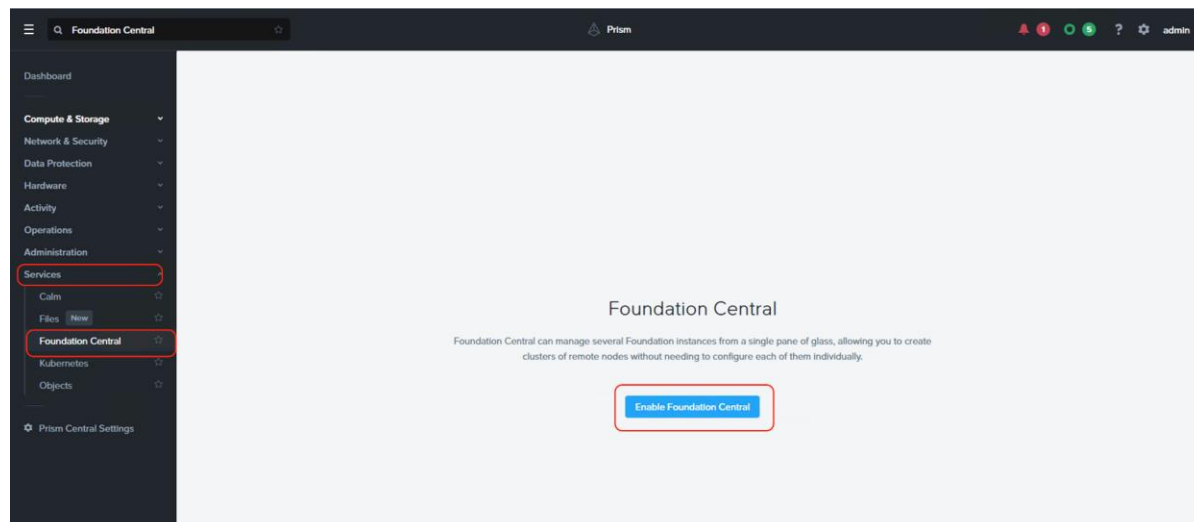 Foundation Central
Prism
1
5
?
admin
Dashboard
Compute & Storage
Network & Security
Data Protection
Hardware
Activity
Operations
Administration
Services
Calm
Files New
Foundation Central
Kubernetes
Objects
Prism Central Settings
Foundation Central
Foundation Central can manage several Foundation instances from a single pane of glass, allowing you to create
clusters of remote nodes without needing to configure each of them individually.
Enable Foundation Central